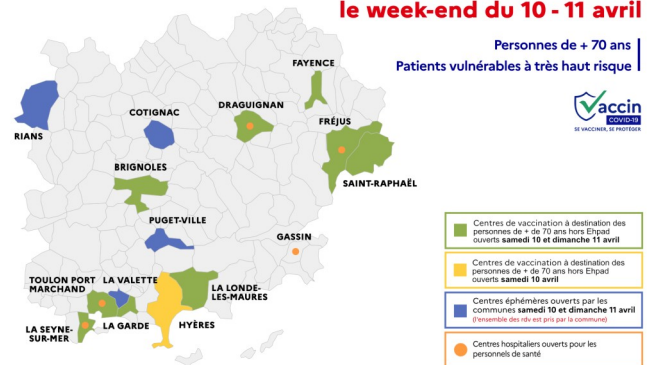 le week-end du 10 - 11 avril
Personnes de + 70 ans
Patients vulnérables à très haut risque
Vaccin
COVID-19
SE VACCINER, SE PROTÉGER
FAYENCE
DRAGUIGNAN
COTIGNAC
FRÉJUS
RIANS
BRIGNOLES
SAINT-RAPHAËL
PUGET-VILLE
GASSIN
TOULON PORT
MARCHAND
LA VALETTE
LA LONDE-
LES-MAURES
LA SEYNE-
SUR-MER
LA GARDE
HYÈRES
Centres de vaccination à destination des
personnes de + de 70 ans hors Ehpad
ouverts samedi 10 et dimanche 11 avril
Centres de vaccination à destination des
personnes de + de 70 ans hors Ehpad
ouverts samedi 10 avril
Centres éphémères ouverts par les
communes samedi 10 et dimanche 11 avril
(l'ensemble des rdv est pris par la commune)
Centres hospitaliers ouverts pour les
personnels de santé